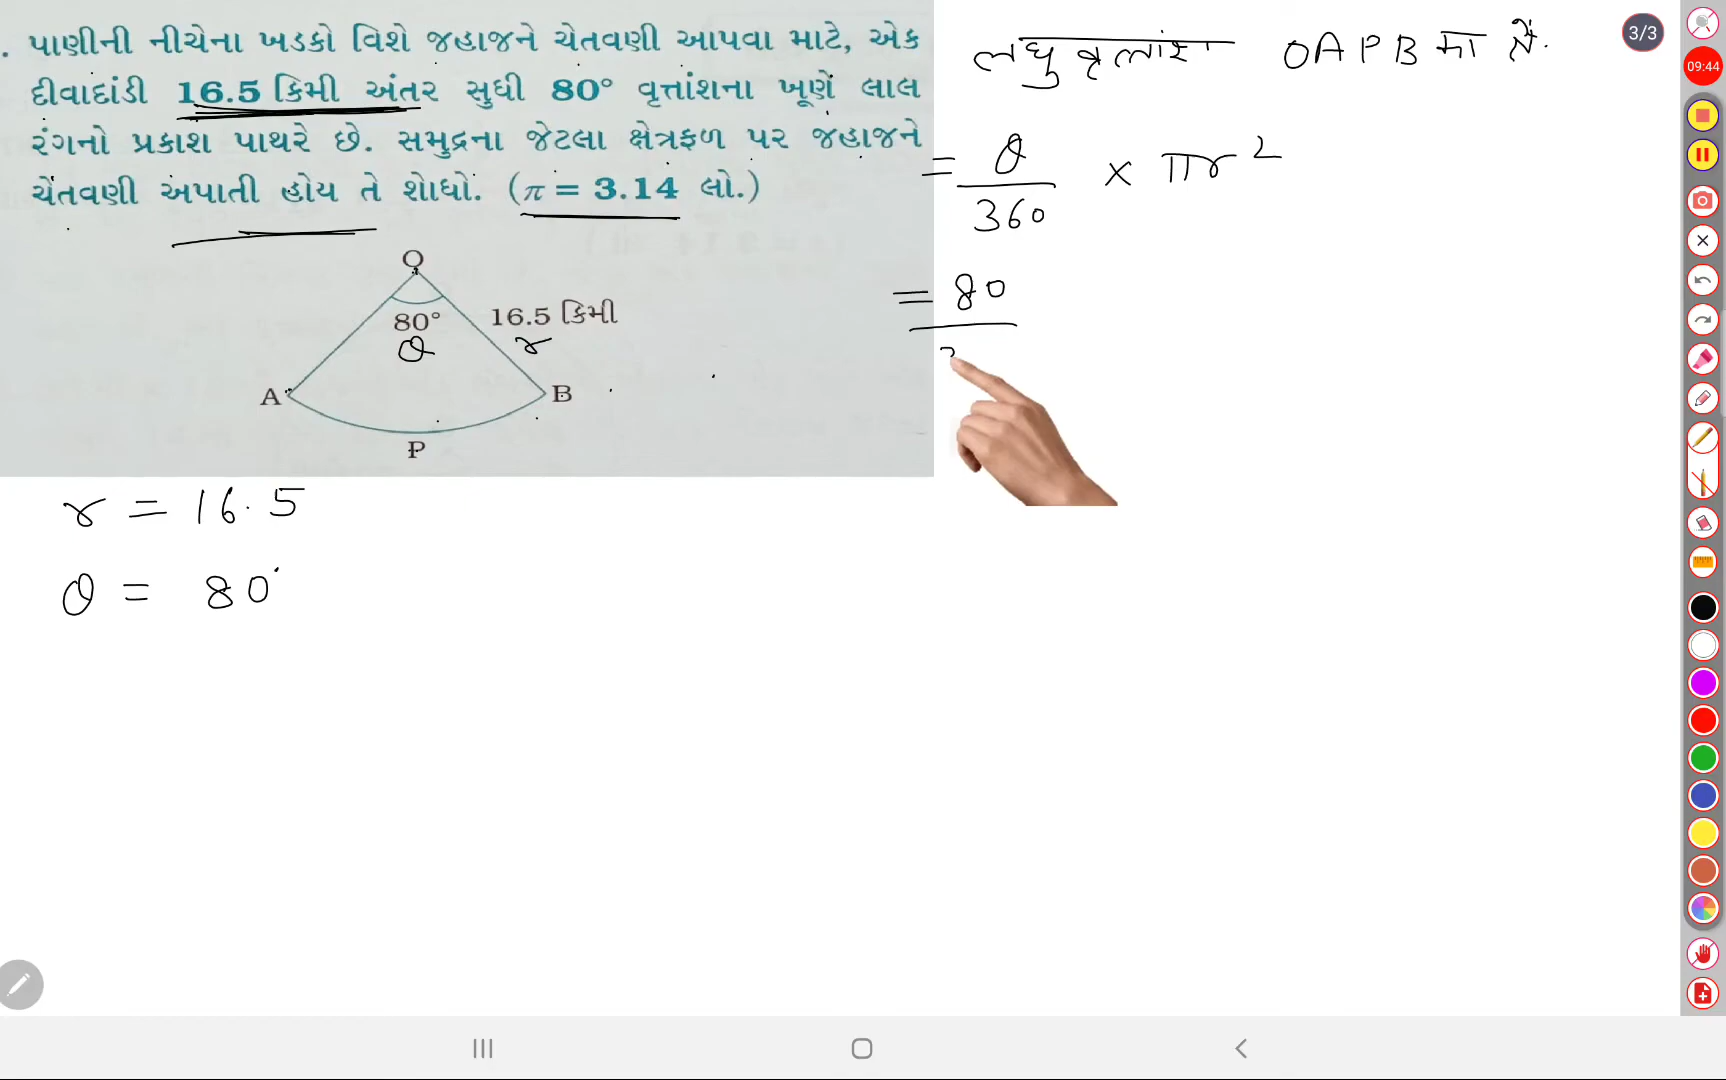 . પાણીની નીચેના ખડકો વિશે જહાજને ચેતવણી આપવા માટે, એક
દીવાદાંડી 16.5 કિમી અંતર સુધી 80° વૃત્તાંશના ખૂણે લાલ
રંગનો પ્રકાશ પાથરે છે. સમુદ્રના જેટલા ક્ષેત્રફળ પર જહાજને
ચેતવણી અપાતી હોય તે શોધો. (π = 3.14 લો.)
O
80°
θ
16.5 કિમી
r
A
B
P
r = 16.5
θ = 80°
OAPB
= θ/360 × πr²
= 80
3/3
09:44